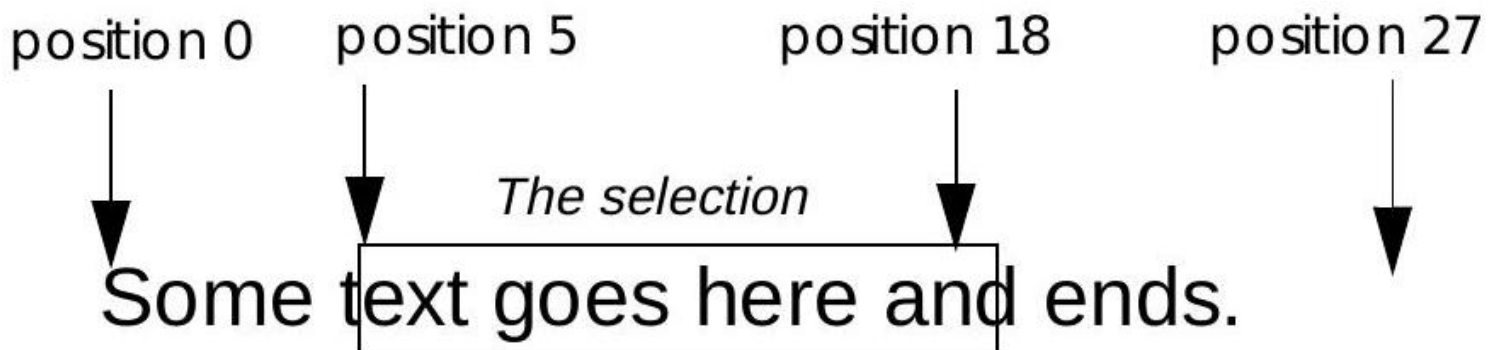 position 0 position 5 position 18 position 27
The selection
Some text goes here and ends.